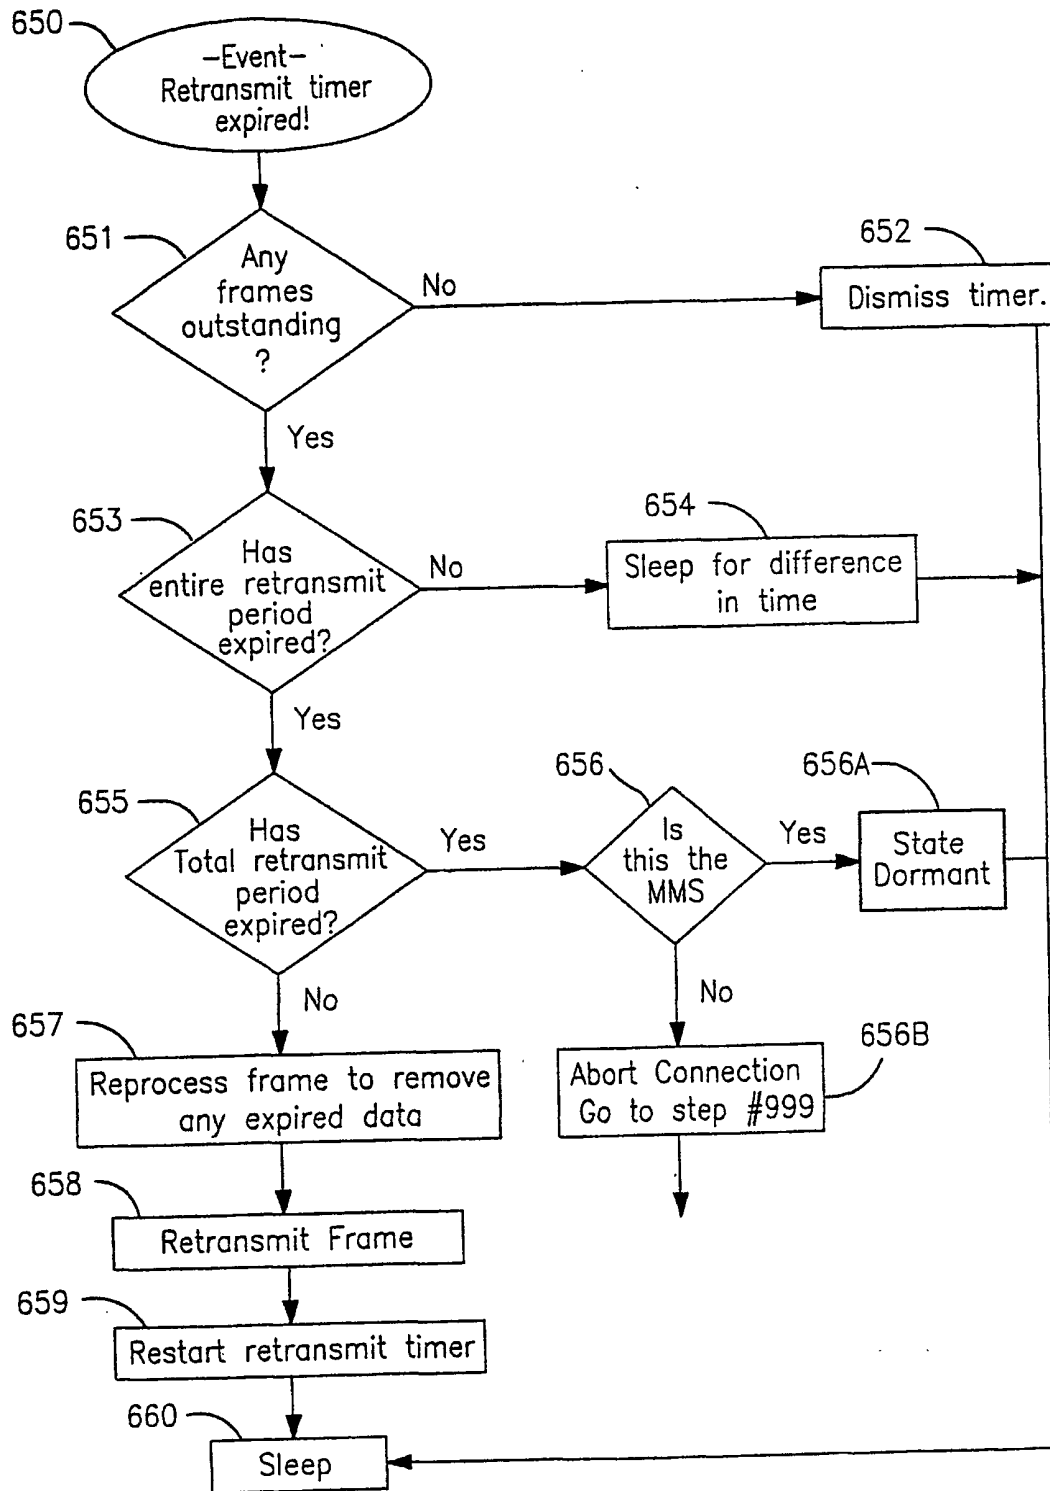 650
–Event–
Retransmit timer
expired!
651
Any
frames
outstanding
?
No
652
Dismiss timer.
Yes
653
Has
entire retransmit
period
expired?
No
654
Sleep for difference
in time
Yes
655
Has
Total retransmit
period
expired?
Yes
656
Is
this the
MMS
Yes
656A
State
Dormant
No
657
Reprocess frame to remove
any expired data
No
656B
Abort Connection
Go to step #999
658
Retransmit Frame
659
Restart retransmit timer
660
Sleep